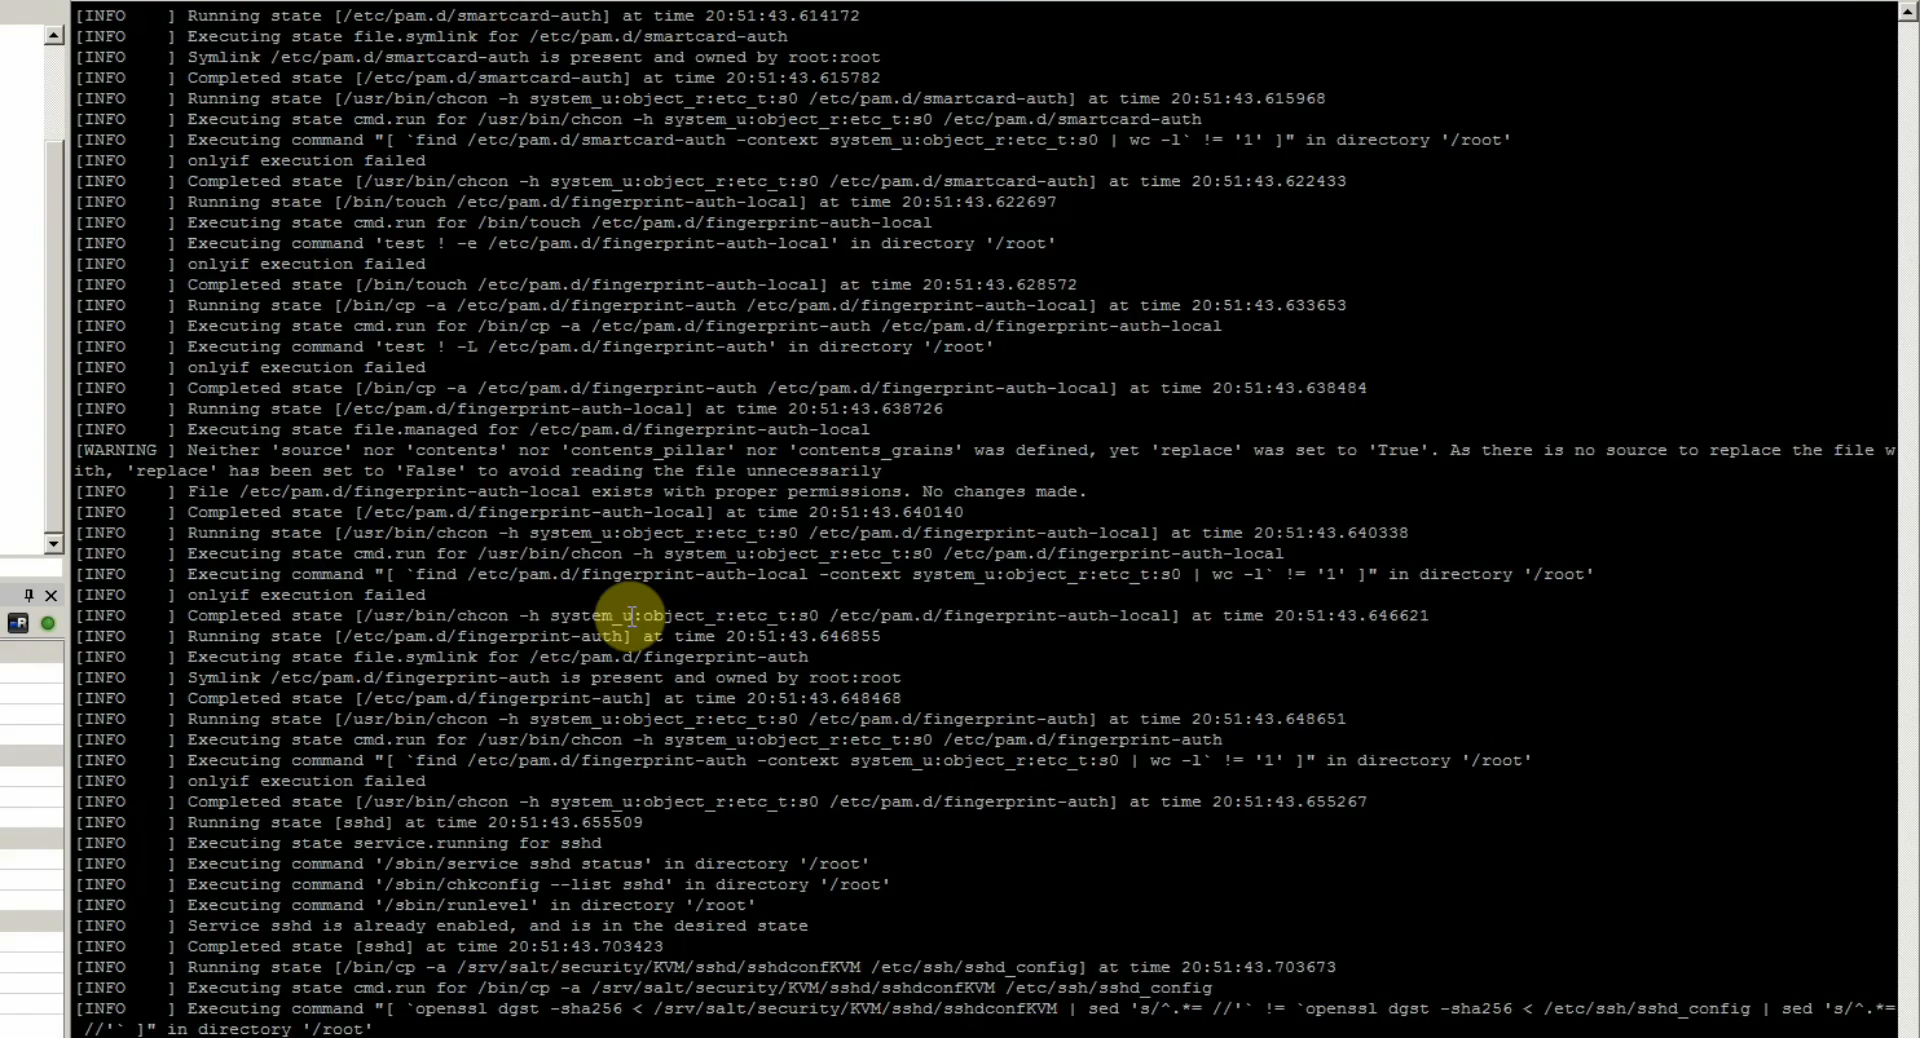 [INFO    ] Running state [/etc/pam.d/smartcard-auth] at time 20:51:43.614172
[INFO    ] Executing state file.symlink for /etc/pam.d/smartcard-auth
[INFO    ] Symlink /etc/pam.d/smartcard-auth is present and owned by root:root
[INFO    ] Completed state [/etc/pam.d/smartcard-auth] at time 20:51:43.615782
[INFO    ] Running state [/usr/bin/chcon -h system_u:object_r:etc_t:s0 /etc/pam.d/smartcard-auth] at time 20:51:43.615968
[INFO    ] Executing state cmd.run for /usr/bin/chcon -h system_u:object_r:etc_t:s0 /etc/pam.d/smartcard-auth
[INFO    ] Executing command "[ `find /etc/pam.d/smartcard-auth -context system_u:object_r:etc_t:s0 | wc -l` != '1' ]" in directory '/root'
[INFO    ] onlyif execution failed
[INFO    ] Completed state [/usr/bin/chcon -h system_u:object_r:etc_t:s0 /etc/pam.d/smartcard-auth] at time 20:51:43.622433
[INFO    ] Running state [/bin/touch /etc/pam.d/fingerprint-auth-local] at time 20:51:43.622697
[INFO    ] Executing state cmd.run for /bin/touch /etc/pam.d/fingerprint-auth-local
[INFO    ] Executing command 'test ! -e /etc/pam.d/fingerprint-auth-local' in directory '/root'
[INFO    ] onlyif execution failed
[INFO    ] Completed state [/bin/touch /etc/pam.d/fingerprint-auth-local] at time 20:51:43.628572
[INFO    ] Running state [/bin/cp -a /etc/pam.d/fingerprint-auth /etc/pam.d/fingerprint-auth-local] at time 20:51:43.633653
[INFO    ] Executing state cmd.run for /bin/cp -a /etc/pam.d/fingerprint-auth /etc/pam.d/fingerprint-auth-local
[INFO    ] Executing command 'test ! -L /etc/pam.d/fingerprint-auth' in directory '/root'
[INFO    ] onlyif execution failed
[INFO    ] Completed state [/bin/cp -a /etc/pam.d/fingerprint-auth /etc/pam.d/fingerprint-auth-local] at time 20:51:43.638484
[INFO    ] Running state [/etc/pam.d/fingerprint-auth-local] at time 20:51:43.638726
[INFO    ] Executing state file.managed for /etc/pam.d/fingerprint-auth-local
[WARNING ] Neither 'source' nor 'contents' nor 'contents_pillar' nor 'contents_grains' was defined, yet 'replace' was set to 'True'. As there is no source to replace the file w
ith, 'replace' has been set to 'False' to avoid reading the file unnecessarily
[INFO    ] File /etc/pam.d/fingerprint-auth-local exists with proper permissions. No changes made.
[INFO    ] Completed state [/etc/pam.d/fingerprint-auth-local] at time 20:51:43.640140
[INFO    ] Running state [/usr/bin/chcon -h system_u:object_r:etc_t:s0 /etc/pam.d/fingerprint-auth-local] at time 20:51:43.640338
[INFO    ] Executing state cmd.run for /usr/bin/chcon -h system_u:object_r:etc_t:s0 /etc/pam.d/fingerprint-auth-local
[INFO    ] Executing command "[ `find /etc/pam.d/fingerprint-auth-local -context system_u:object_r:etc_t:s0 | wc -l` != '1' ]" in directory '/root'
[INFO    ] onlyif execution failed
[INFO    ] Completed state [/usr/bin/chcon -h system_u:object_r:etc_t:s0 /etc/pam.d/fingerprint-auth-local] at time 20:51:43.646621
[INFO    ] Running state [/etc/pam.d/fingerprint-auth] at time 20:51:43.646855
[INFO    ] Executing state file.symlink for /etc/pam.d/fingerprint-auth
[INFO    ] Symlink /etc/pam.d/fingerprint-auth is present and owned by root:root
[INFO    ] Completed state [/etc/pam.d/fingerprint-auth] at time 20:51:43.648468
[INFO    ] Running state [/usr/bin/chcon -h system_u:object_r:etc_t:s0 /etc/pam.d/fingerprint-auth] at time 20:51:43.648651
[INFO    ] Executing state cmd.run for /usr/bin/chcon -h system_u:object_r:etc_t:s0 /etc/pam.d/fingerprint-auth
[INFO    ] Executing command "[ `find /etc/pam.d/fingerprint-auth -context system_u:object_r:etc_t:s0 | wc -l` != '1' ]" in directory '/root'
[INFO    ] onlyif execution failed
[INFO    ] Completed state [/usr/bin/chcon -h system_u:object_r:etc_t:s0 /etc/pam.d/fingerprint-auth] at time 20:51:43.655267
[INFO    ] Running state [sshd] at time 20:51:43.655509
[INFO    ] Executing state service.running for sshd
[INFO    ] Executing command '/sbin/service sshd status' in directory '/root'
[INFO    ] Executing command '/sbin/chkconfig --list sshd' in directory '/root'
[INFO    ] Executing command '/sbin/runlevel' in directory '/root'
[INFO    ] Service sshd is already enabled, and is in the desired state
[INFO    ] Completed state [sshd] at time 20:51:43.703423
[INFO    ] Running state [/bin/cp -a /srv/salt/security/KVM/sshd/sshdconfKVM /etc/ssh/sshd_config] at time 20:51:43.703673
[INFO    ] Executing state cmd.run for /bin/cp -a /srv/salt/security/KVM/sshd/sshdconfKVM /etc/ssh/sshd_config
[INFO    ] Executing command "[ `openssl dgst -sha256 < /srv/salt/security/KVM/sshd/sshdconfKVM | sed 's/^.*= //'` != `openssl dgst -sha256 < /etc/ssh/sshd_config | sed 's/^.*=
 //'` ]" in directory '/root'